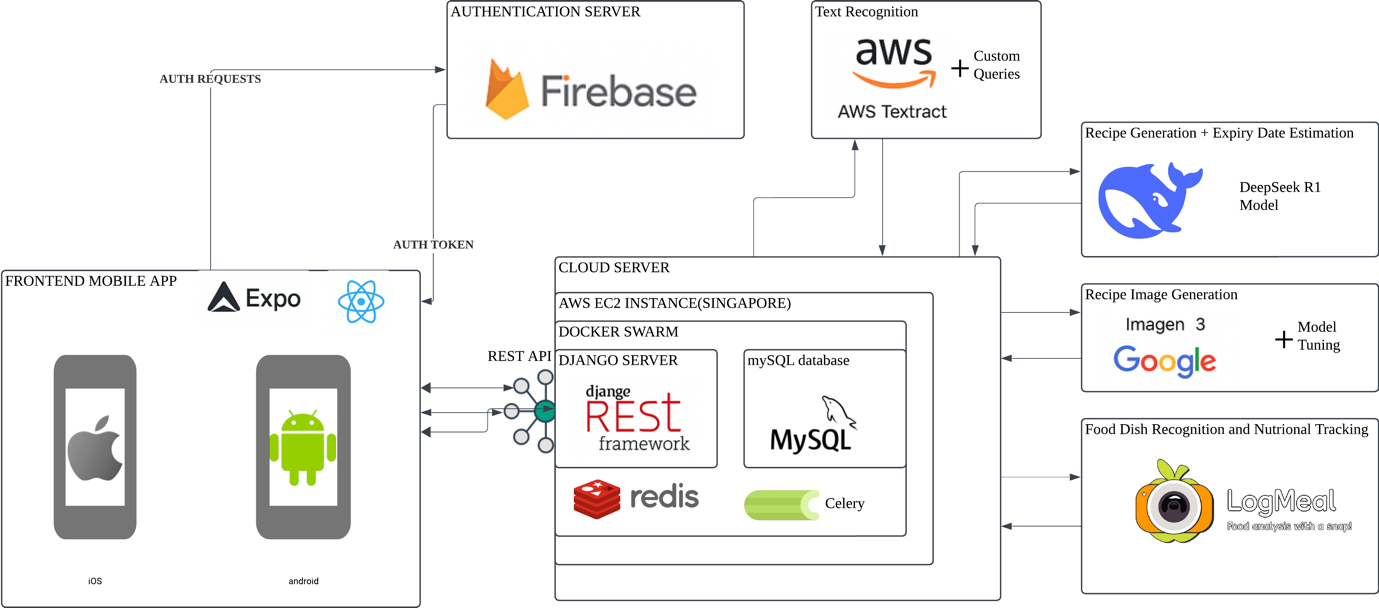 AUTHENTICATION SERVER
Firebase
Text Recognition
aws
AWS Textract
+
Custom
Queries
AUTH REQUESTS
Recipe Generation + Expiry Date Estimation
DeepSeek R1
Model
AUTH TOKEN
FRONTEND MOBILE APP
Expo
iOS
android
REST API
CLOUD SERVER
AWS EC2 INSTANCE(SINGAPORE)
DOCKER SWARM
DJANGO SERVER
django
REST
framework
mySQL database
MySQL
redis
Celery
Recipe Image Generation
Imagen 3
Google
+
Model
Tuning
Food Dish Recognition and Nutrional Tracking
LogMeal
Food analysis with a snap!